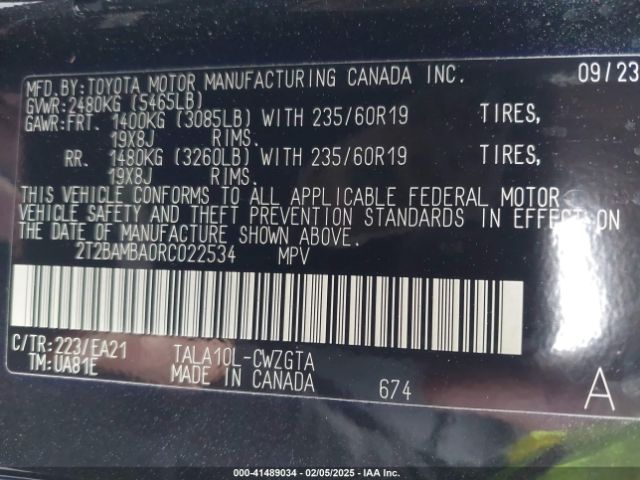 MFD.BY:TOYOTA MOTOR MANUFACTURING CANADA INC. 09/23
GVWR:2480KG (5465LB)
GAWR:FRT. 1400KG (3085LB) WITH 235/60R19 TIRES,
19X8J RIMS.
RR. 1480KG (3260LB) WITH 235/60R19 TIRES,
19X8J RIMS.
THIS VEHICLE CONFORMS TO ALL APPLICABLE FEDERAL MOTOR
VEHICLE SAFETY AND THEFT PREVENTION STANDARDS IN EFFECT ON
THE DATE OF MANUFACTURE SHOWN ABOVE.
2T2BAMBA0RC022534 MPV
C/TR:223/EA21 TALA10L-CWZGTA
TM:UA81E MADE IN CANADA 674 A
000-41489034 - 02/05/2025 - IAA Inc.